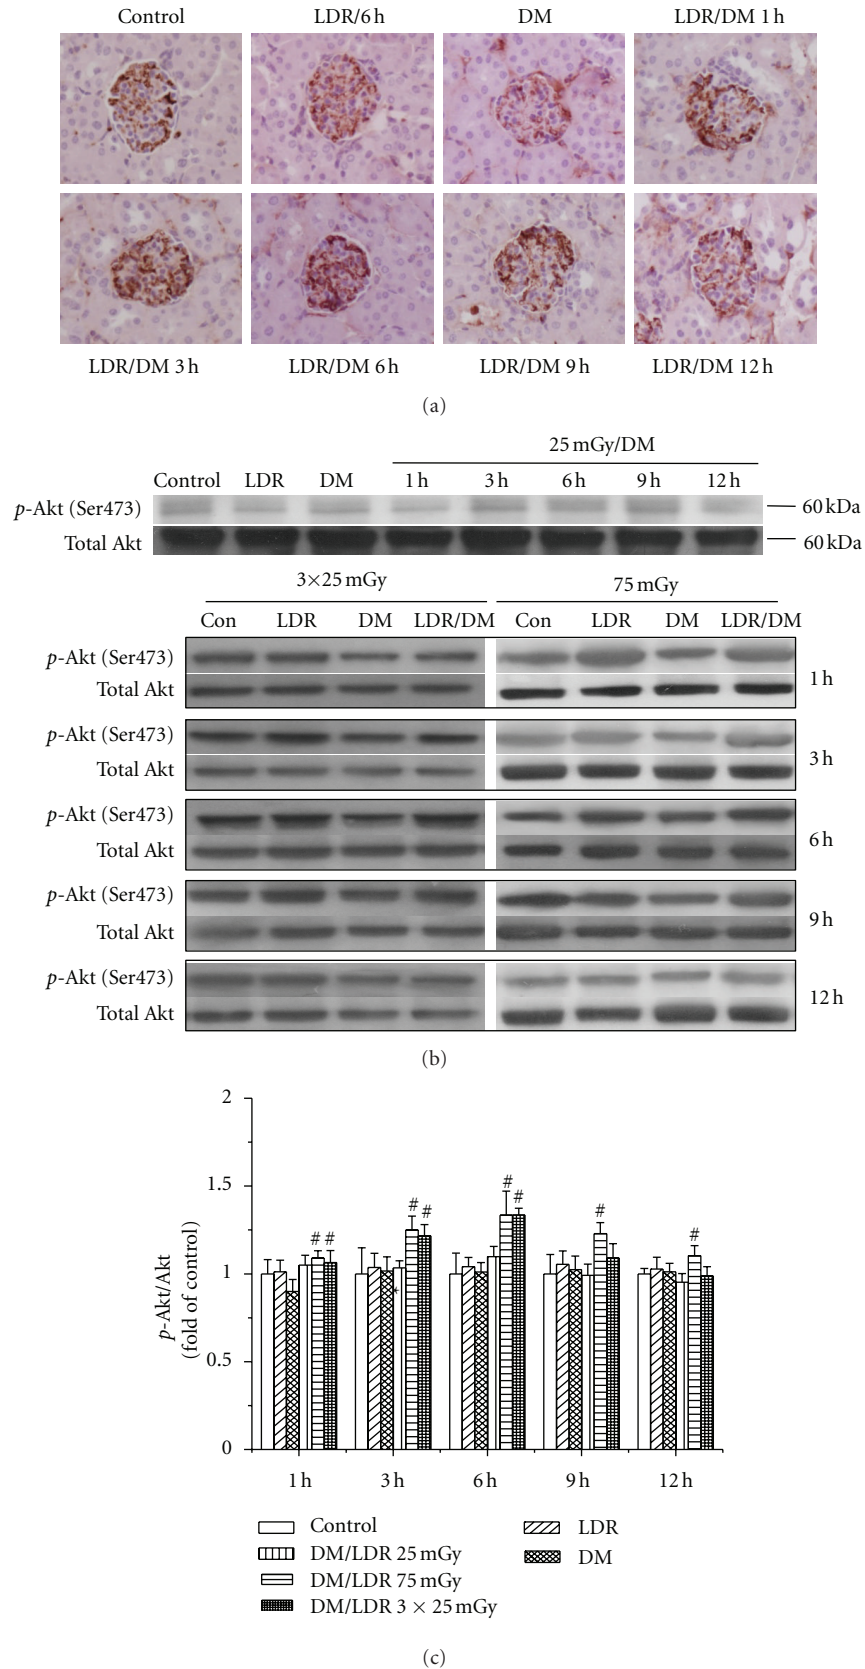 Control LDR/6 h DM LDR/DM 1 h
LDR/DM 3 h LDR/DM 6 h LDR/DM 9 h LDR/DM 12 h
(a)
25 mGy/DM
Control LDR DM 1 h 3 h 6 h 9 h 12 h
p-Akt (Ser473) 60 kDa
Total Akt 60 kDa
3×25 mGy 75 mGy
Con LDR DM LDR/DM Con LDR DM LDR/DM
p-Akt (Ser473)
Total Akt
1 h
p-Akt (Ser473)
Total Akt
3 h
p-Akt (Ser473)
Total Akt
6 h
p-Akt (Ser473)
Total Akt
9 h
p-Akt (Ser473)
Total Akt
12 h
(b)
2
1.5
1
0.5
0
p-Akt/Akt
(fold of control)
# #
# #
# #
#
#
*
1 h 3 h 6 h 9 h 12 h
Control LDR
DM/LDR 25 mGy DM
DM/LDR 75 mGy
DM/LDR 3 × 25 mGy
(c)